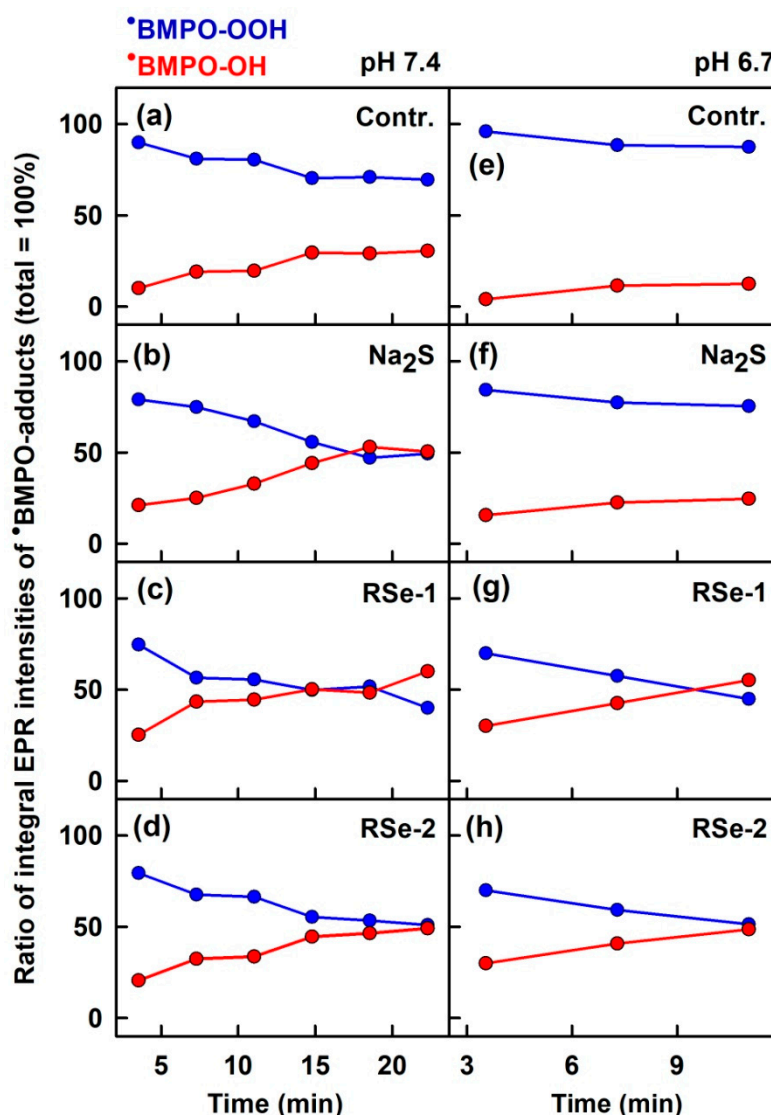 •BMPO-OOH
•BMPO-OH pH 7.4 pH 6.7
Ratio of integral EPR intensities of •BMPO-adducts (total = 100%)
(a) Contr.
100
50
0
(e) Contr.
(b) Na₂S
100
50
0
(f) Na₂S
(c) RSe-1
100
50
0
(g) RSe-1
(d) RSe-2
100
50
0
(h) RSe-2
5 10 15 20
3 6 9
Time (min) Time (min)